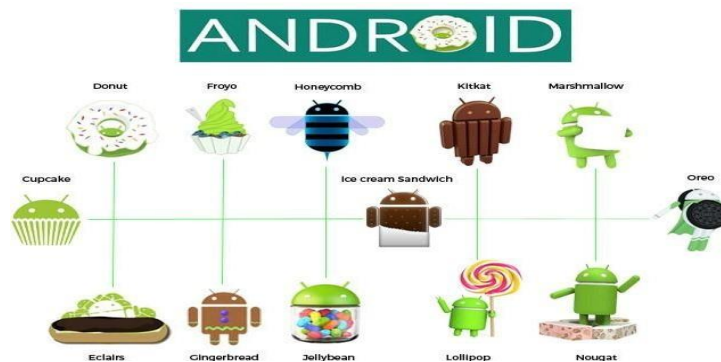 ANDROID
Donut
Froyo
Honeycomb
Kitkat
Marshmallow
Cupcake
Ice cream Sandwich
Oreo
Eclairs
Gingerbread
Jellybean
Lollipop
Nougat